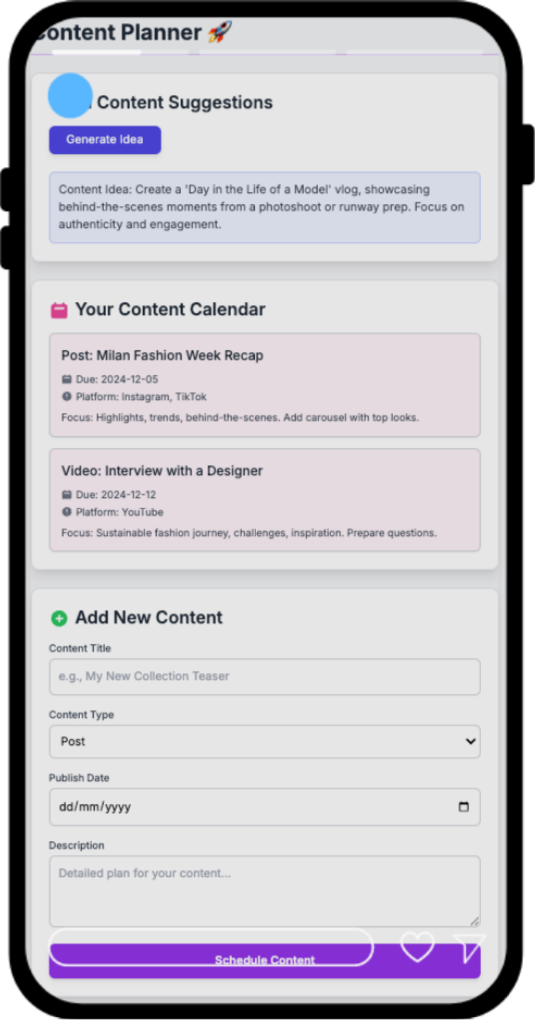 Content Planner 🚀
Content Suggestions
Generate Idea
Content Idea: Create a 'Day in the Life of a Model' vlog, showcasing
behind-the-scenes moments from a photoshoot or runway prep. Focus on
authenticity and engagement.
Your Content Calendar
Post: Milan Fashion Week Recap
Due: 2024-12-05
Platform: Instagram, TikTok
Focus: Highlights, trends, behind-the-scenes. Add carousel with top looks.
Video: Interview with a Designer
Due: 2024-12-12
Platform: YouTube
Focus: Sustainable fashion journey, challenges, inspiration. Prepare questions.
Add New Content
Content Title
e.g., My New Collection Teaser
Content Type
Post
Publish Date
dd/mm/yyyy
Description
Detailed plan for your content...
Schedule Content